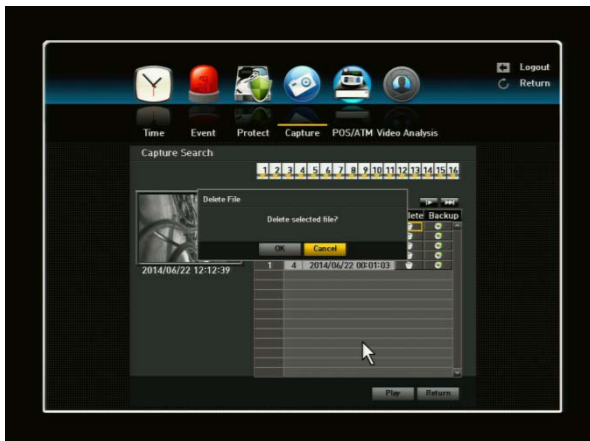 Logout
Return
Time Event Protect Capture POS/ATM Video Analysis
Capture Search
1 2 3 4 5 6 7 8 9 10 11 12 13 14 15 16
Delete File
Delete selected file?
OK Cancel
lete Backup
1 4 2014/06/22 00:01:03
2014/06/22 12:12:39
Play Return